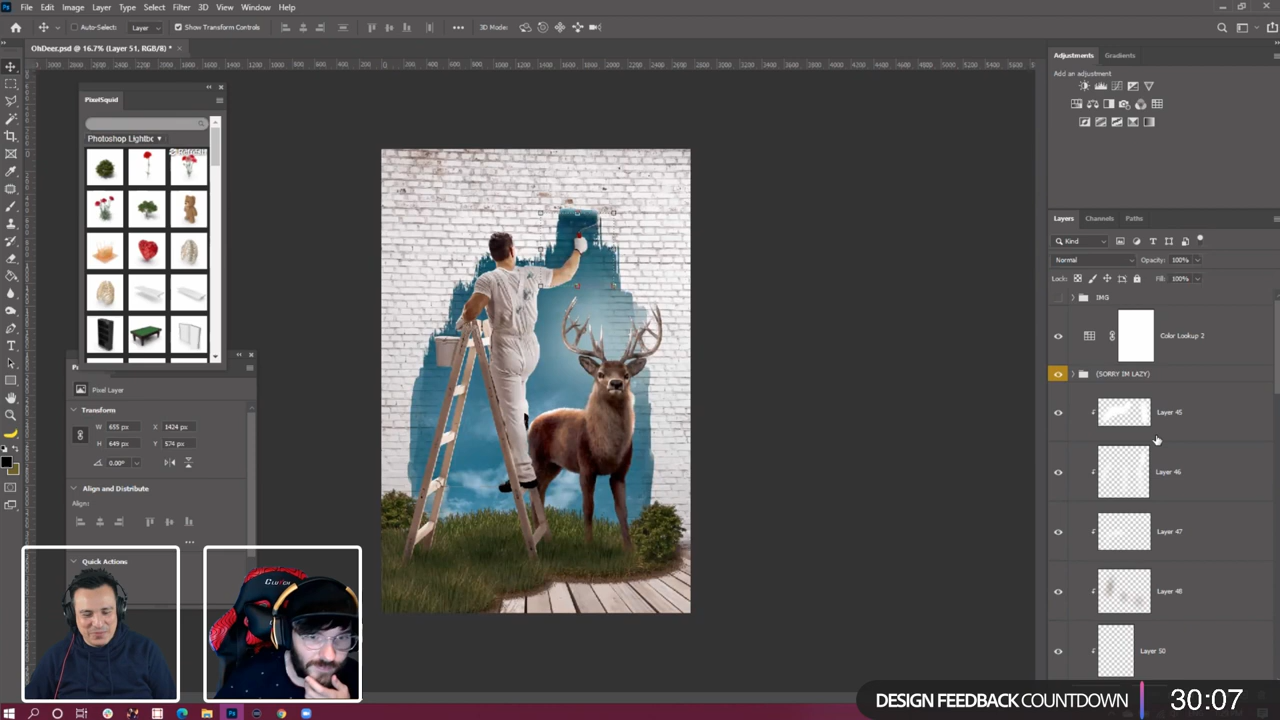 File Edit Image Layer Type Select Filter 3D View Window Help
Auto-Select: Layer Show Transform Controls 3D Mode:
OhDeer.psd @ 16.7% (Layer 51, RGB/8) *
PixelSquid
Photoshop Lightbo
Pixel Layer
Transform
W 655 px X 1424 px
H 649 px Y 574 px
0.00°
Align and Distribute
Align:
Quick Actions
Adjustments Gradients
Add an adjustment
Layers Channels Paths
Kind
Normal Opacity: 100%
Lock: Fill: 100%
IMG
Color Lookup 2
(SORRY IM LAZY)
Layer 45
Layer 46
Layer 47
Layer 48
Layer 50
CLUTCH
DESIGN FEEDBACK COUNTDOWN 30:07